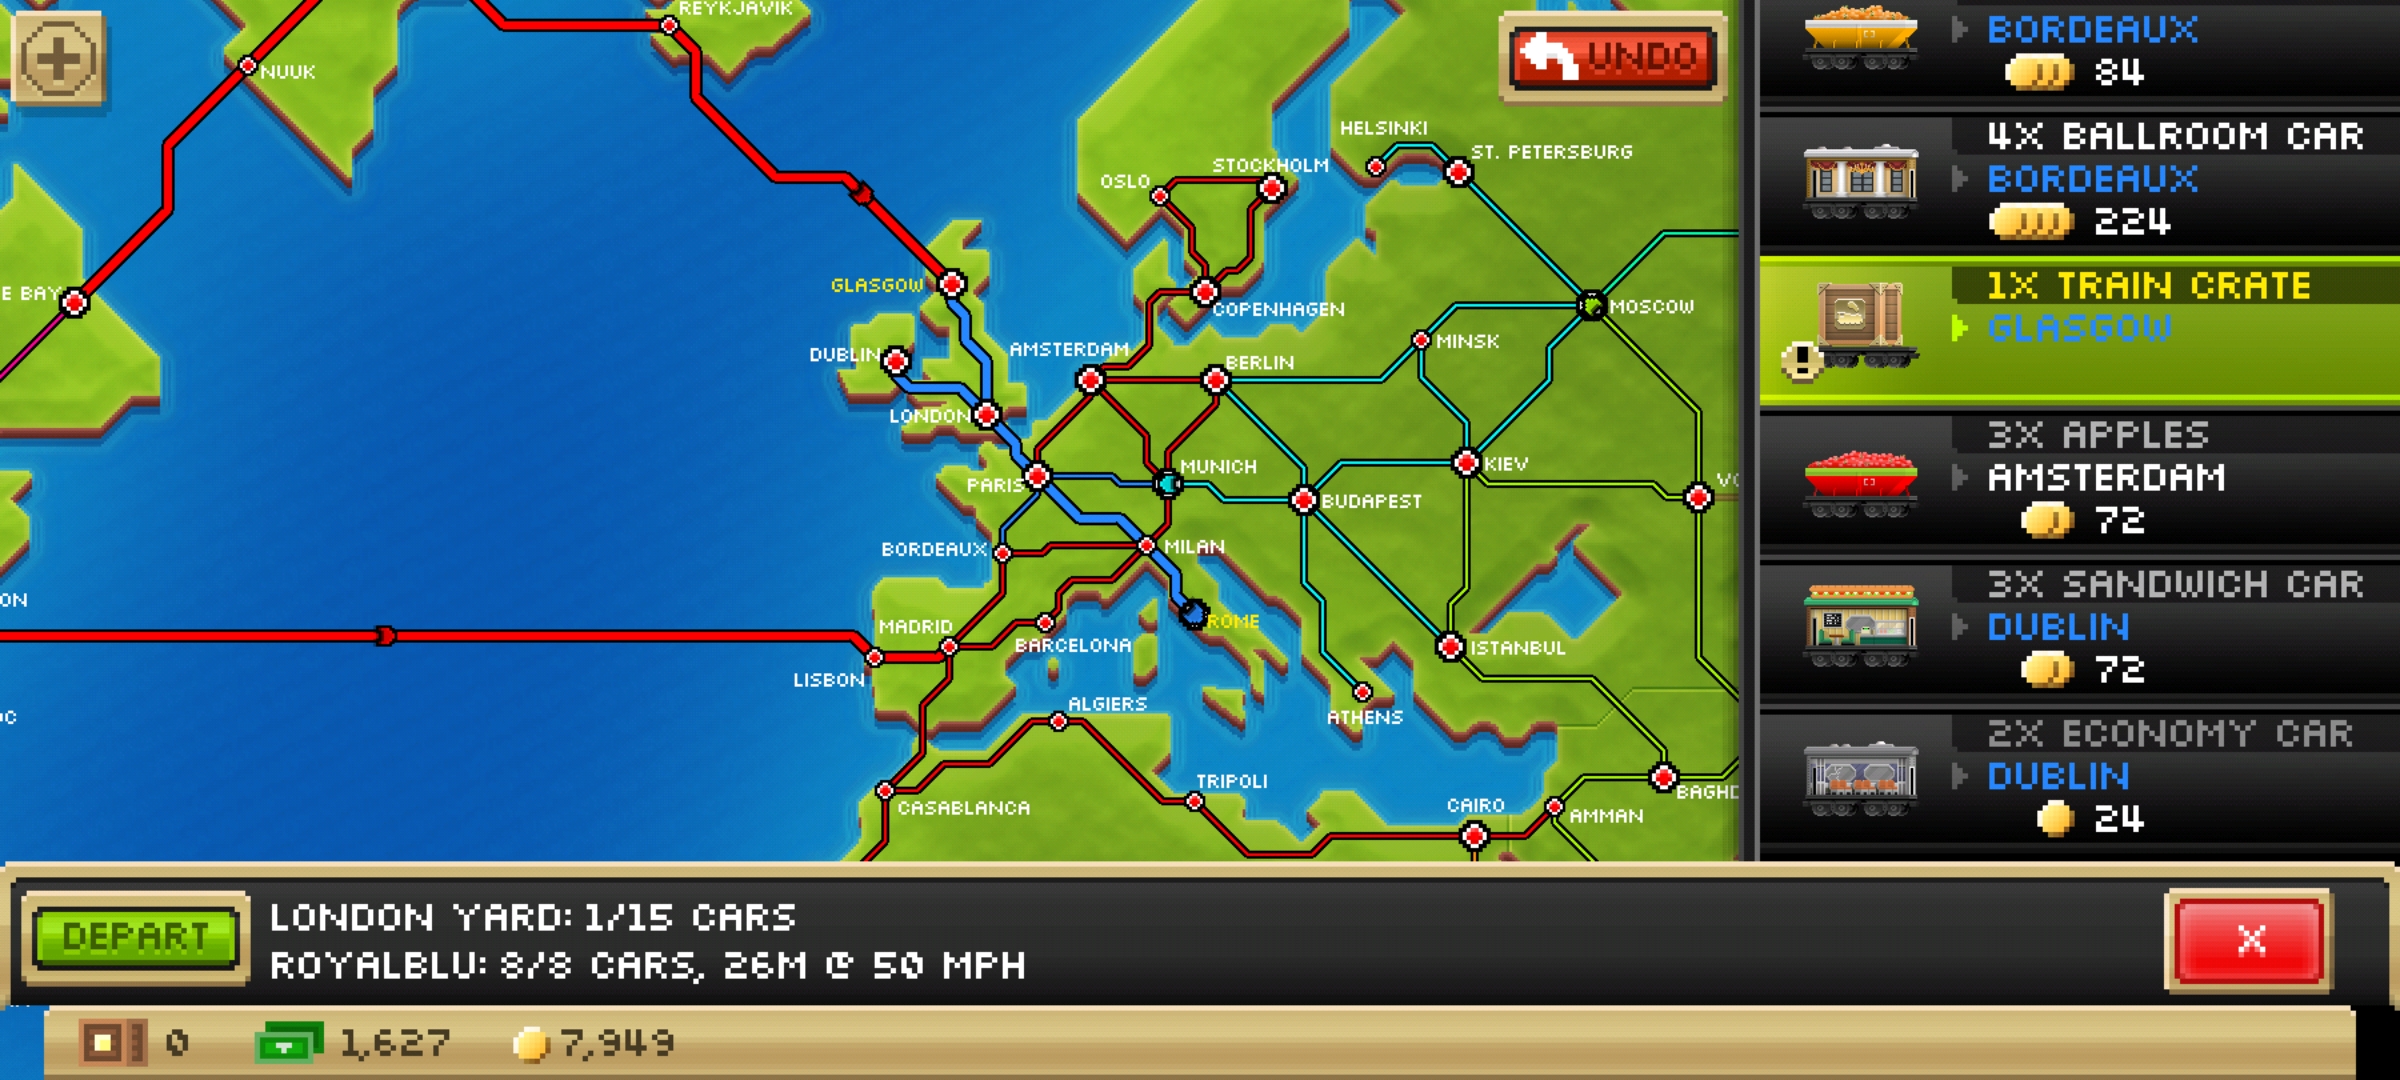 REYKJAVIK
NUUK
UNDO
HELSINKI
ST. PETERSBURG
STOCKHOLM
OSLO
GLASGOW
E BAY
MOSCOW
COPENHAGEN
MINSK
DUBLIN
AMSTERDAM
BERLIN
LONDON
MUNICH
KIEV
PARIS
VO
BUDAPEST
BORDEAUX
MILAN
ON
ROME
MADRID
BARCELONA
ISTANBUL
LISBON
ALGIERS
ATHENS
OC
TRIPOLI
CASABLANCA
CAIRO
AMMAN
BAGHD
BORDEAUX
84
4X BALLROOM CAR
BORDEAUX
224
1X TRAIN CRATE
GLASGOW
!
3X APPLES
AMSTERDAM
72
3X SANDWICH CAR
DUBLIN
72
2X ECONOMY CAR
DUBLIN
24
DEPART
LONDON YARD: 1/15 CARS
ROYALBLU: 8/8 CARS, 26M @ 50 MPH
X
0
1,627
7,949